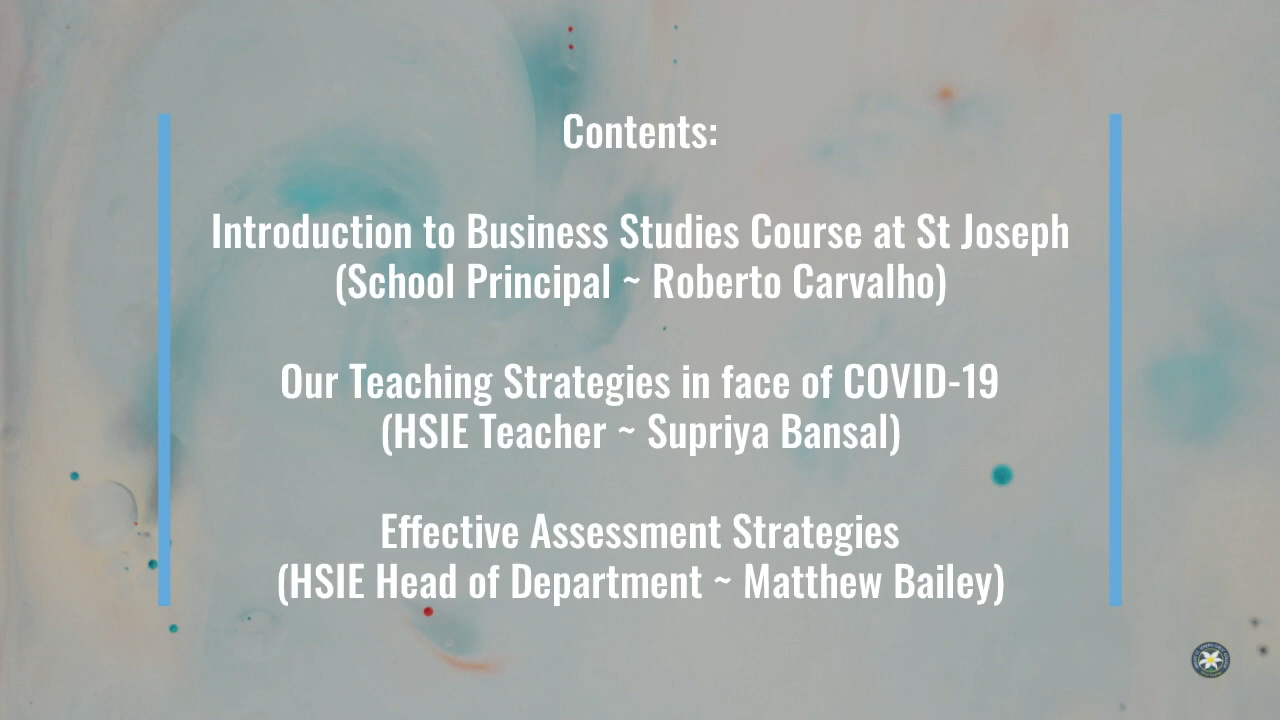 Contents:
Introduction to Business Studies Course at St Joseph
(School Principal ~ Roberto Carvalho)
Our Teaching Strategies in face of COVID-19
(HSIE Teacher ~ Supriya Bansal)
Effective Assessment Strategies
(HSIE Head of Department ~ Matthew Bailey)